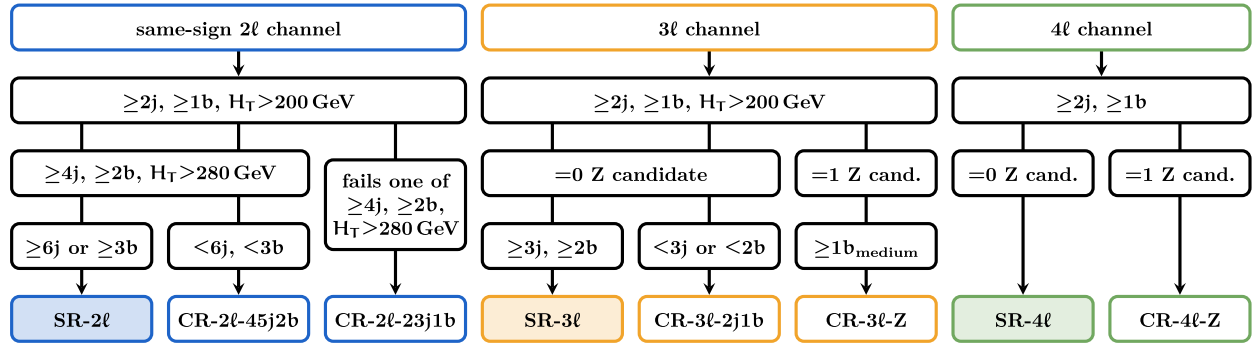 same-sign 2ℓ channel
3ℓ channel
4ℓ channel
≥2j, ≥1b, H_T>200 GeV
≥2j, ≥1b, H_T>200 GeV
≥2j, ≥1b
≥4j, ≥2b, H_T>280 GeV
fails one of
≥4j, ≥2b,
H_T>280 GeV
=0 Z candidate
=1 Z cand.
=0 Z cand.
=1 Z cand.
≥6j or ≥3b
<6j, <3b
≥3j, ≥2b
<3j or <2b
≥1b_medium
SR-2ℓ
CR-2ℓ-45j2b
CR-2ℓ-23j1b
SR-3ℓ
CR-3ℓ-2j1b
CR-3ℓ-Z
SR-4ℓ
CR-4ℓ-Z